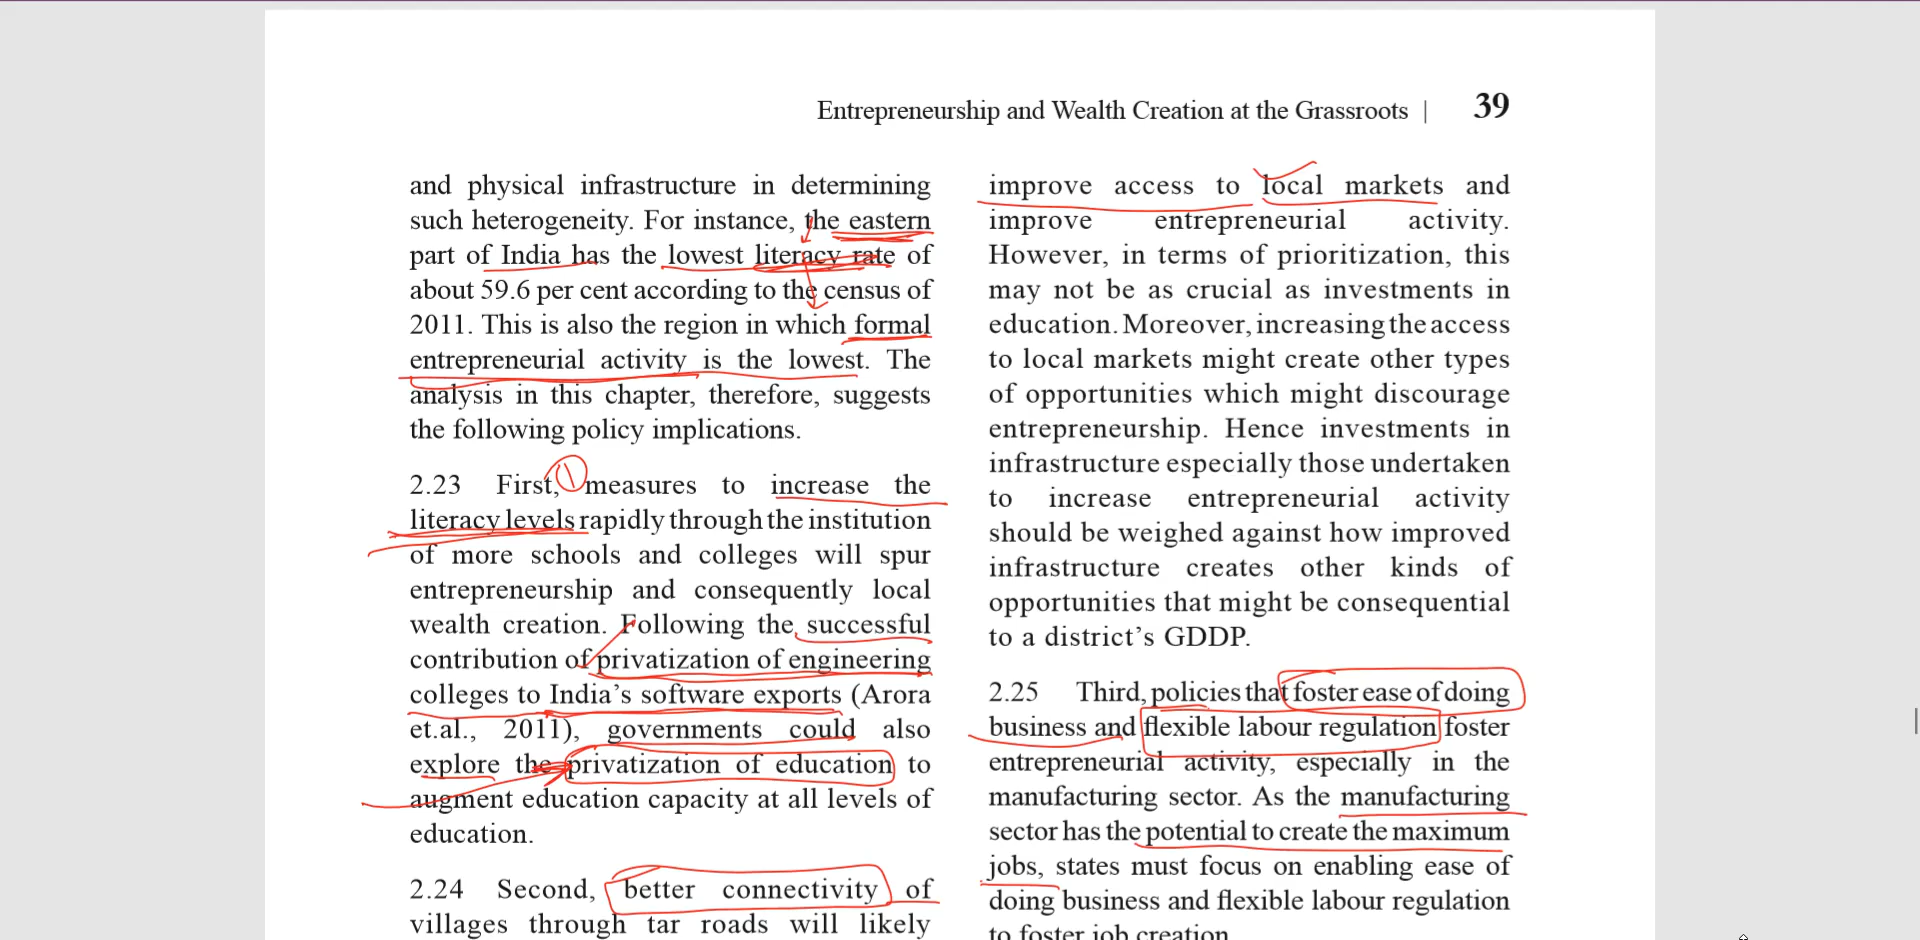 Entrepreneurship and Wealth Creation at the Grassroots | 39
and physical infrastructure in determining
such heterogeneity. For instance, the eastern
part of India has the lowest literacy rate of
about 59.6 per cent according to the census of
2011. This is also the region in which formal
entrepreneurial activity is the lowest. The
analysis in this chapter, therefore, suggests
the following policy implications.
2.23 First, measures to increase the
literacy levels rapidly through the institution
of more schools and colleges will spur
entrepreneurship and consequently local
wealth creation. Following the successful
contribution of privatization of engineering
colleges to India's software exports (Arora
et.al., 2011), governments could also
explore the privatization of education to
augment education capacity at all levels of
education.
2.24 Second, better connectivity of
villages through tar roads will likely
improve access to local markets and
improve entrepreneurial activity.
However, in terms of prioritization, this
may not be as crucial as investments in
education. Moreover, increasing the access
to local markets might create other types
of opportunities which might discourage
entrepreneurship. Hence investments in
infrastructure especially those undertaken
to increase entrepreneurial activity
should be weighed against how improved
infrastructure creates other kinds of
opportunities that might be consequential
to a district's GDDP.
2.25 Third, policies that foster ease of doing
business and flexible labour regulation foster
entrepreneurial activity, especially in the
manufacturing sector. As the manufacturing
sector has the potential to create the maximum
jobs, states must focus on enabling ease of
doing business and flexible labour regulation
to foster job creation.